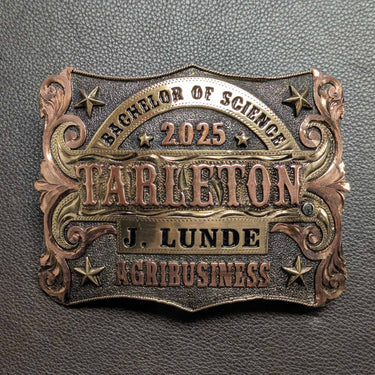 BACHELOR OF SCIENCE
2025
TARLETON
J. LUNDE
AGRIBUSINESS